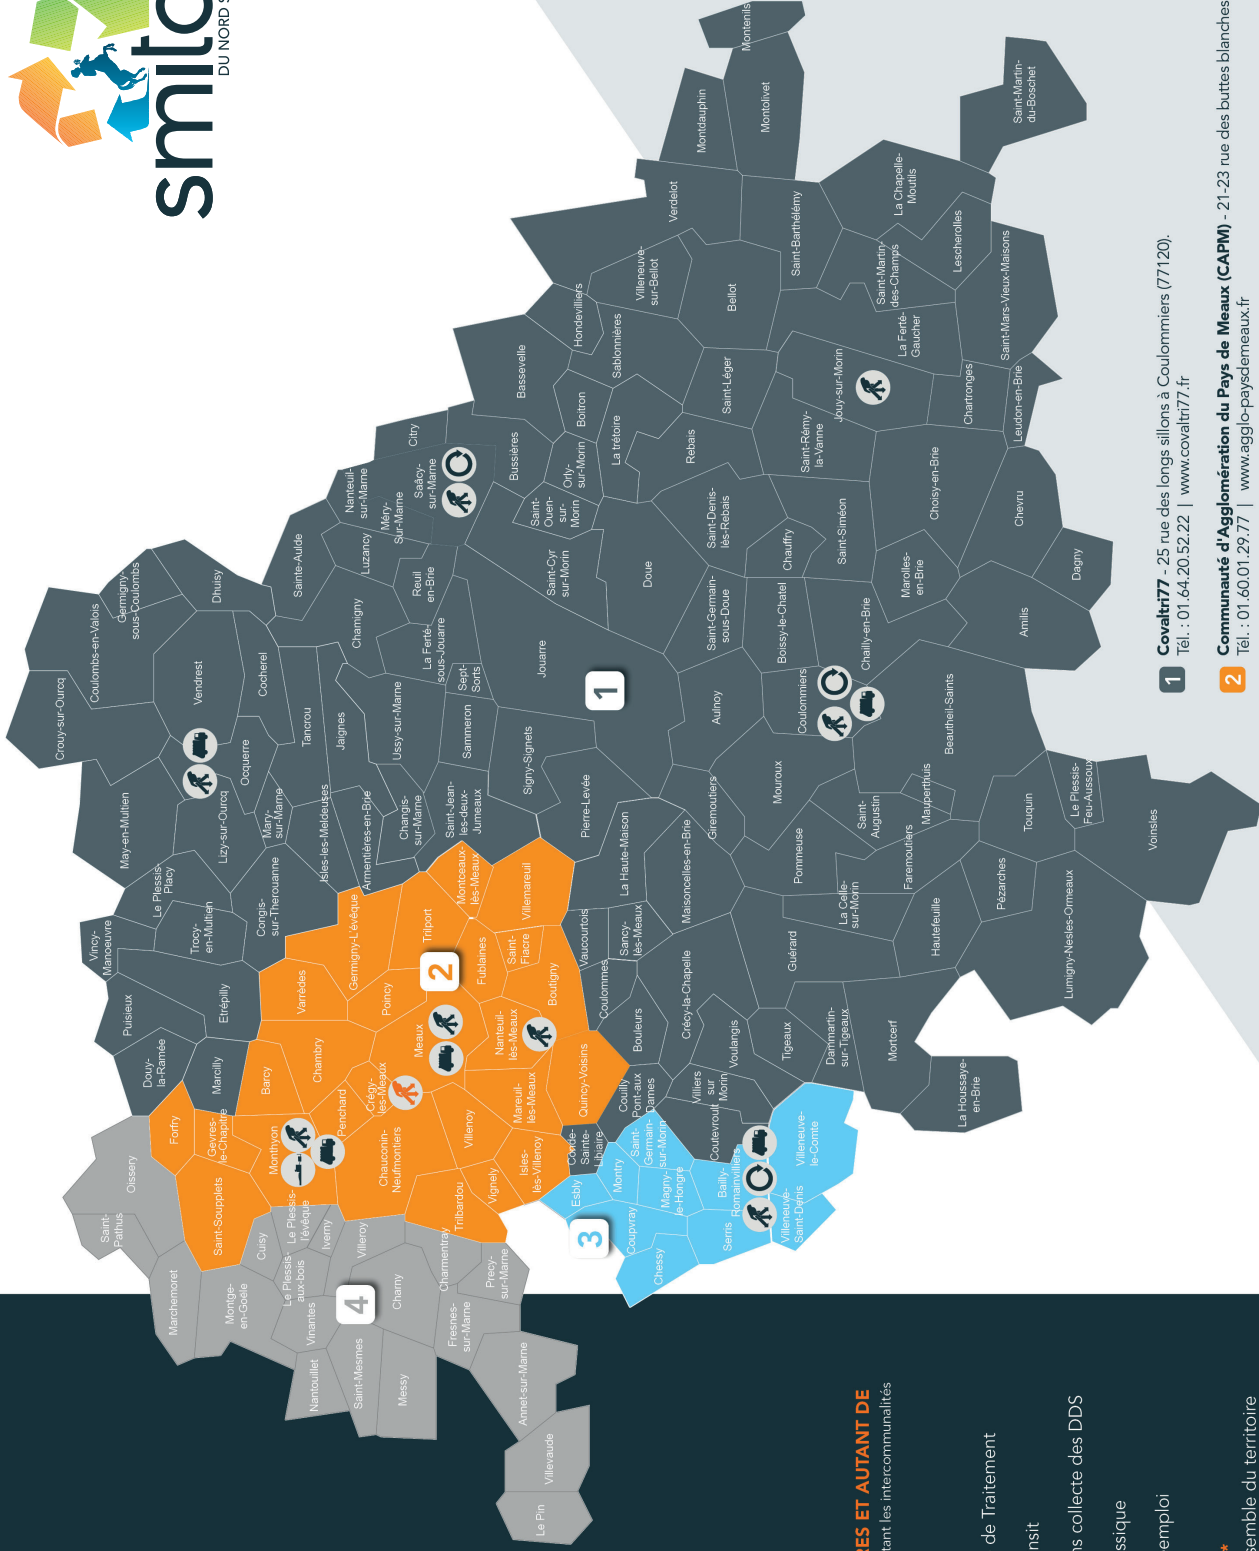 smito
DU NORD S
Montenils
Montdauphin
Montolivet
Saint-Martin-
du-Boschet
Verdelot
La Chapelle-
Moutils
Saint-Barthélémy
Lescherolles
Villeneuve-
sur-Bellot
Saint-Martin-
des-Champs
Saint-Mars-Vieux-Maisons
Hondevilliers
Bellot
Sablonnières
La Ferté-
Gaucher
Bassevelle
Saint-Léger
Jouy-sur-Morin
Chartronges
Leudon-en-Brie
Boitron
La trétoire
Rebais
Saint-Rémy-
la-Vanne
Citry
Saâcy-
sur-Marne
Bussières
Orly-
sur-Morin
Nanteuil-
sur-Marne
Méry-
Sur-Marne
Saint-
Ouen-
sur-
Morin
Choisy-en-Brie
Chevru
Saint-Denis-
lès-Rebais
Saint-Siméon
Chauffry
Luzancy
Sainte-Aulde
Reuil
en-Brie
Saint-Cyr
sur-Morin
Doue
Marolles-
en-Brie
Dagny
Germigny-
sous-Coulombs
Dhuisy
Chamigny
Coulombs-en-Valois
La Ferté-
sous-Jouarre
Saint-Germain-
sous-Doue
Boissy-le-Chatel
Chailly-en-Brie
Amilis
Crouy-sur-Ourcq
Vendrest
Cocherel
Sept-
Sorts
Jouarre
1
Aulnoy
Coulommiers
Beautheil-Saints
Tancrou
Jaignes
Ussy-sur-Marne
Sammeron
Signy-Signets
Ocquerre
May-en-Multien
Lizy-sur-Ourcq
Mary-
sur-Marne
Isles-les-Meldeuses
Armentières-en-Brie
Changis-
sur-Marne
Saint-Jean-
les-deux-
Jumeaux
Pierre-Levée
Giremoutiers
Mouroux
Saint-
Augustin
Mauperthuis
Touquin
Le Plessis-
Feu-Aussoux
Voinsles
La Haute-Maison
Maisoncelles-en-Brie
Pommeuse
Faremoutiers
Pézarches
La Celle-
sur-Morin
Hautefeuille
Lumigny-Nesles-Ormeaux
Le Plessis-
Placy
Vincy-
Manoeuvre
Trocy-
en-Multien
Congis-
sur-Therouanne
Germigny-L'évêque
Trilport
Montceaux-
lès-Meaux
Villemareuil
Vaucourtois
Sancy-
lès-Meaux
Guérard
Puisieux
Etrépilly
Varrèdes
Poincy
2
Fublaines
Saint-
Fiacre
Boutigny
Coulommes
Bouleurs
Crécy-la-Chapelle
Voulangis
Tigeaux
Dammartin-
sur-Tigeaux
Mortcerf
La Houssaye-
en-Brie
Douy-
la-Ramée
Marcilly
Barcy
Chambry
Meaux
Nanteuil-
lès-Meaux
Quincy-Voisins
Couilly
Pont-aux
Dames
Villiers
sur
Morin
Coutevroult
Forfry
Gevres-
le-Chapitre
Monthyon
Penchard
Crégy-
les-Meaux
Chauconin-
Neufmontiers
Villenoy
Mareuil-
lès-Meaux
Isles-
lès-Villenoy
Conde-
Sainte-
Libiaire
Saint-
Germain-
sur-Morin
Montry
Magny-
le-Hongre
Bailly-
Romainvilliers
Villeneuve-
le-Comte
Villeneuve-
Saint-Denis
Oissery
Saint-
Pathus
Saint-Soupplets
Cuisy
Le Plessis-
l'évêque
Iverny
Villeroy
Trilbardou
Vignely
Esbly
3
Coupvray
Chessy
Serris
Marchemoret
Montge-
en-Goële
Le Plessis-
aux-bois
Vinantes
4
Charny
Charmentray
Precy-
sur-Marne
Fresnes-
sur-Marne
Nantouillet
Saint-Mesmes
Messy
Annet-sur-Marne
Villevaude
Le Pin
1 Covaltri77 - 25 rue des longs sillons à Coulommiers (77120).
Tél. : 01.64.20.52.22 | www.covaltri77.fr
2 Communauté d'Agglomération du Pays de Meaux (CAPM) - 21-23 rue des buttes blanches
Tél. : 01.60.01.29.77 | www.agglo-paysdemeaux.fr
RES ET AUTANT DE
tant les intercommunalités
de Traitement
nsit
ns collecte des DDS
ssique
emploi
*
semble du territoire